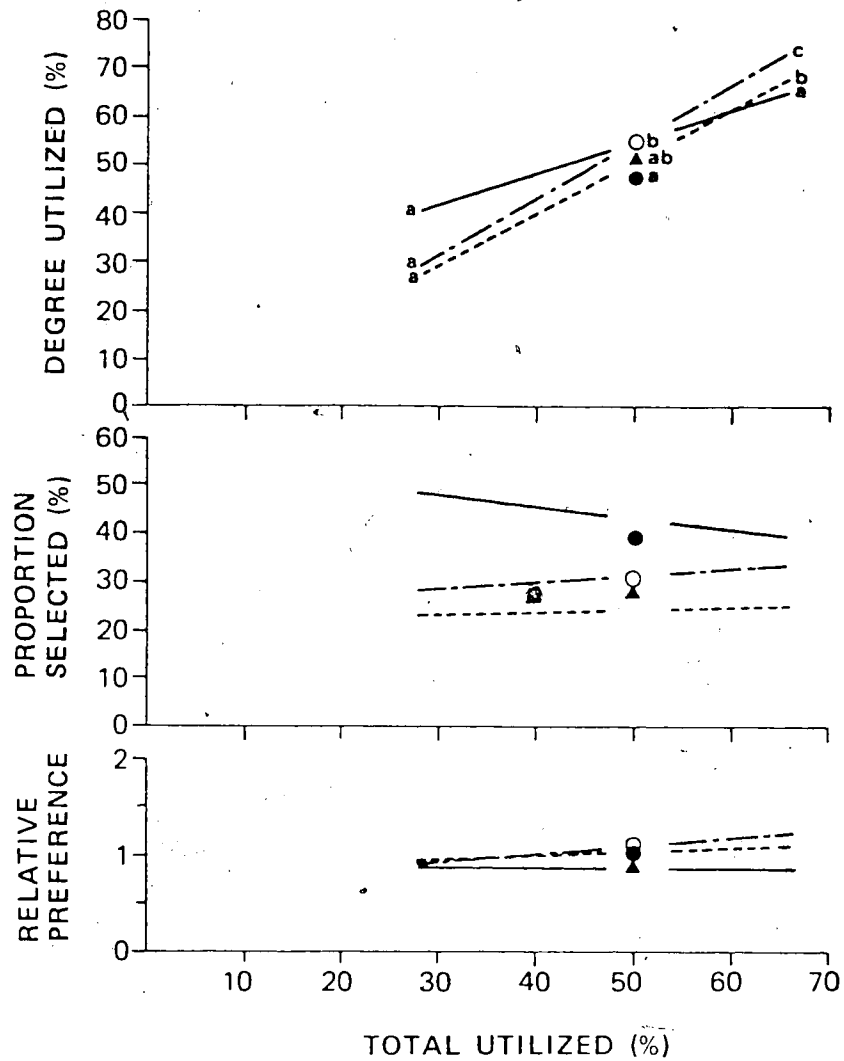 DEGREE UTILIZED (%)
80
70
60
50
40
30
20
10
0
c
b
a
b
ab
a
a
a
a
PROPORTION
SELECTED (%)
60
50
40
30
20
10
0
RELATIVE
PREFERENCE
2
1
0
10 20 30 40 50 60 70
TOTAL UTILIZED (%)